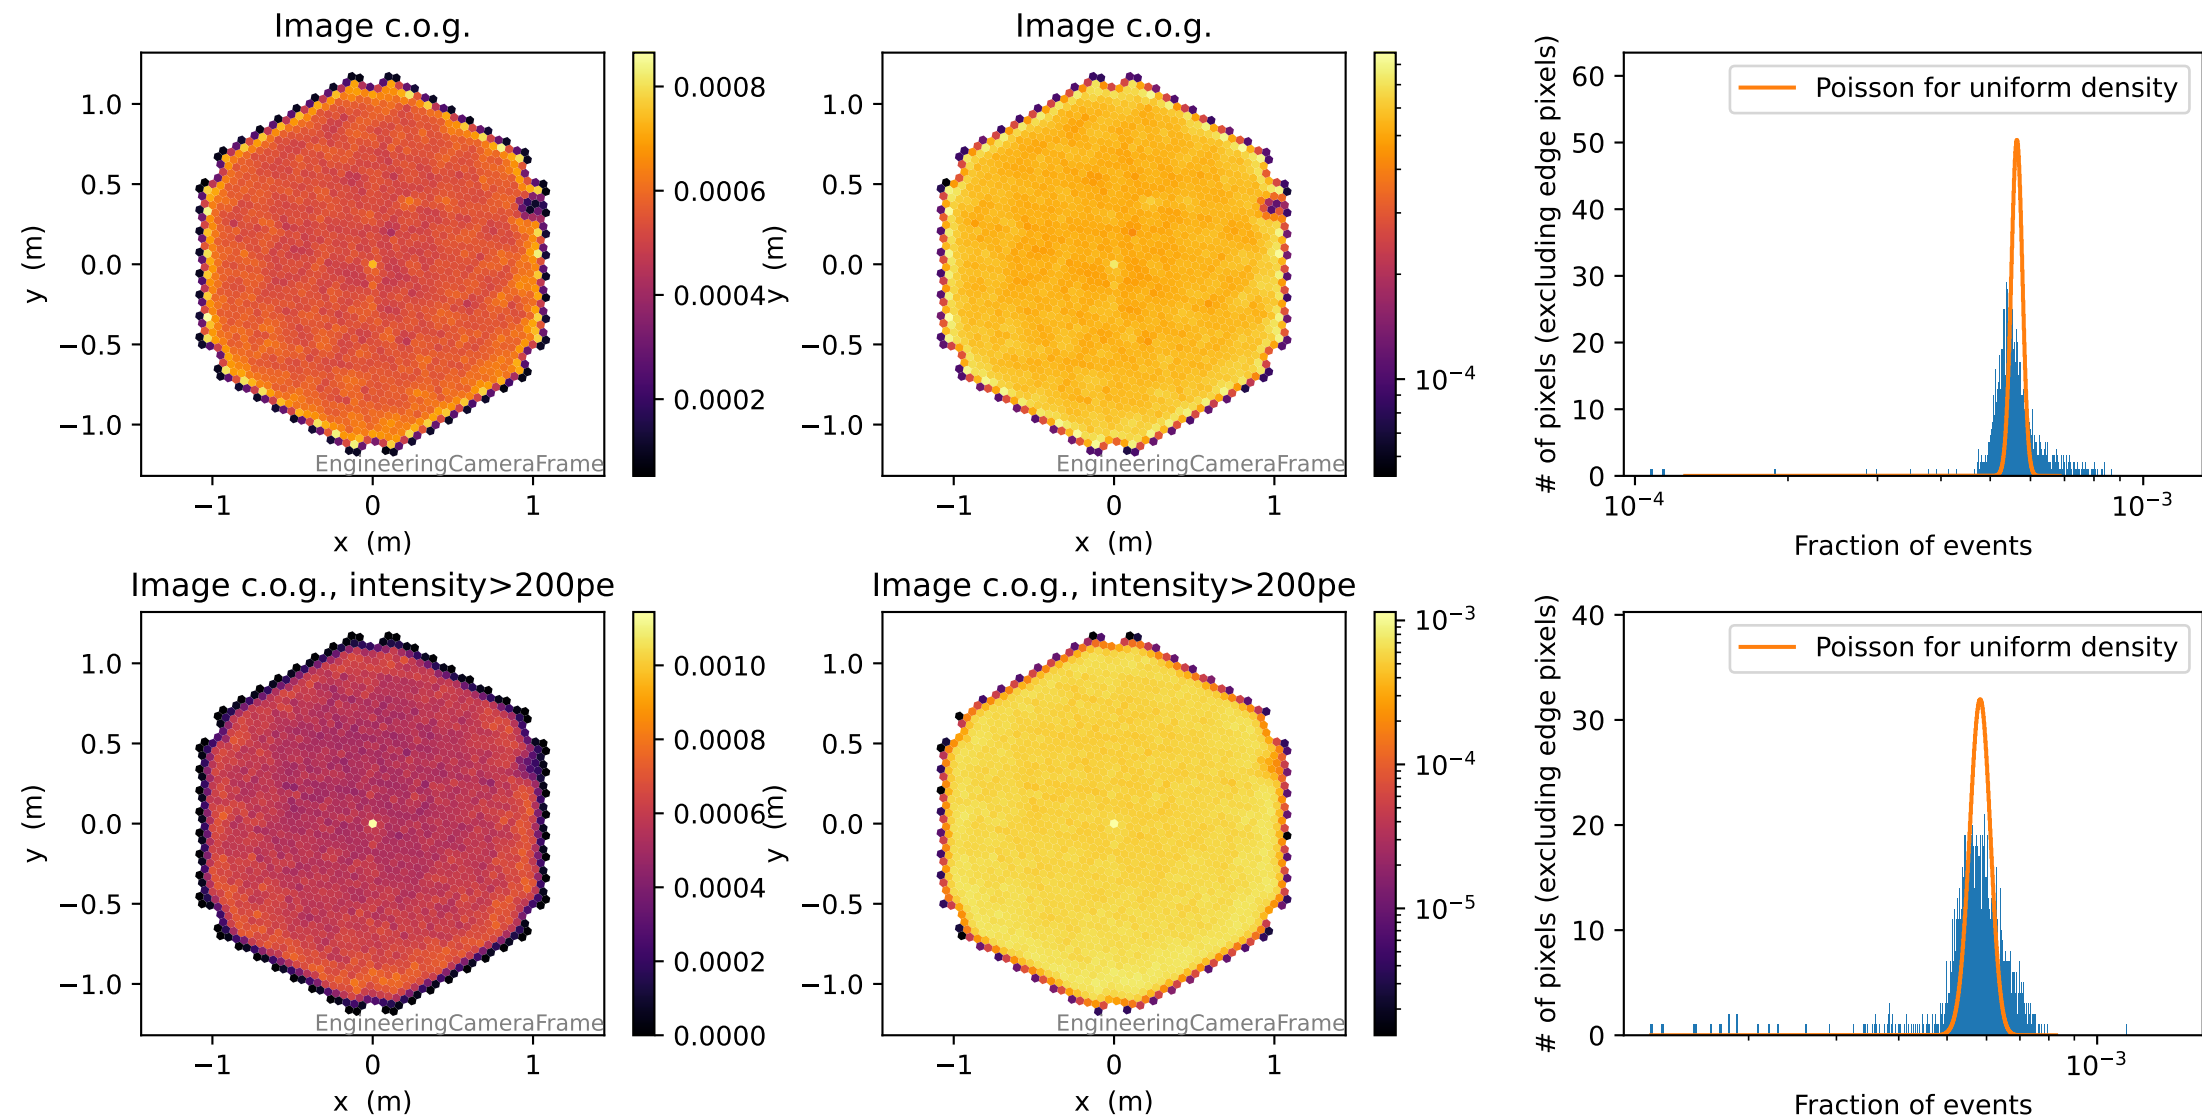 Image c.o.g.
y (m)
1.0
0.5
0.0
−0.5
−1.0
−1 0 1
x (m)
EngineeringCameraFrame
0.0008
0.0006
0.0004
0.0002
Image c.o.g.
y (m)
1.0
0.5
0.0
−0.5
−1.0
−1 0 1
x (m)
EngineeringCameraFrame
10⁻⁴
# of pixels (excluding edge pixels)
60
50
40
30
20
10
0
Poisson for uniform density
10⁻⁴ 10⁻³
Fraction of events
Image c.o.g., intensity>200pe
y (m)
1.0
0.5
0.0
−0.5
−1.0
−1 0 1
x (m)
EngineeringCameraFrame
0.0010
0.0008
0.0006
0.0004
0.0002
0.0000
Image c.o.g., intensity>200pe
y (m)
1.0
0.5
0.0
−0.5
−1.0
−1 0 1
x (m)
EngineeringCameraFrame
10⁻³
10⁻⁴
10⁻⁵
# of pixels (excluding edge pixels)
40
30
20
10
0
Poisson for uniform density
10⁻³
Fraction of events